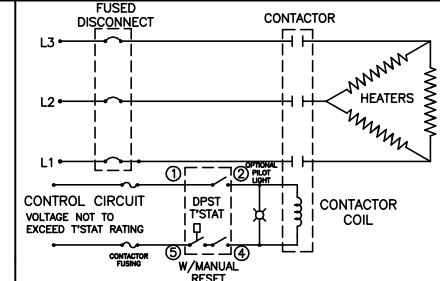 FUSED
DISCONNECT
CONTACTOR
L3
L2
HEATERS
L1
1
2
OPTIONAL
PILOT
LIGHT
CONTROL CIRCUIT
VOLTAGE NOT TO
EXCEED T'STAT RATING
DPST
T'STAT
CONTACTOR
COIL
CONTACTOR
FUSING
5
4
W/MANUAL
RESET